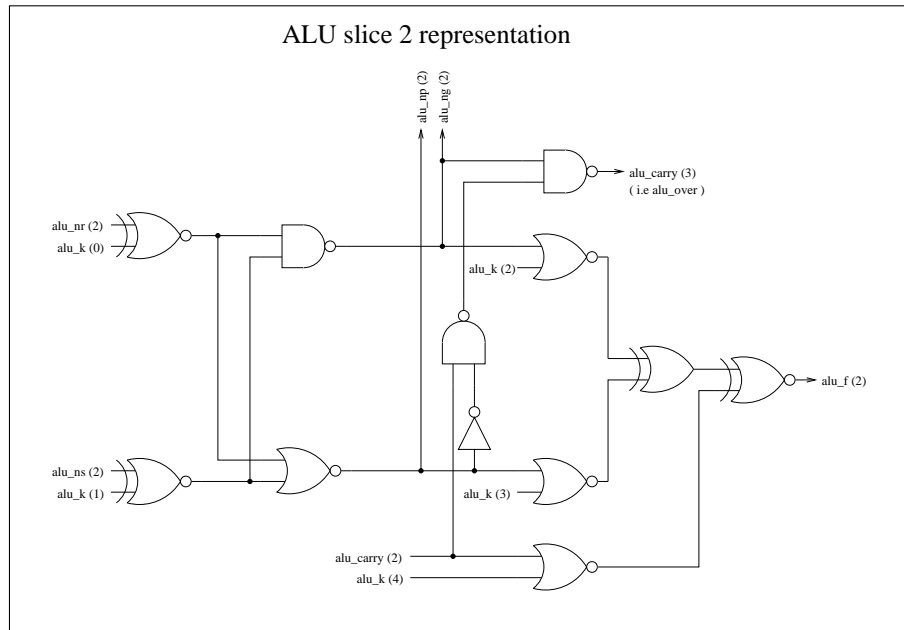 ALU slice 2 representation
alu_np (2)
alu_ng (2)
alu_carry (3)
( i.e alu_over )
alu_nr (2)
alu_k (0)
alu_k (2)
alu_f (2)
alu_ns (2)
alu_k (1)
alu_k (3)
alu_carry (2)
alu_k (4)